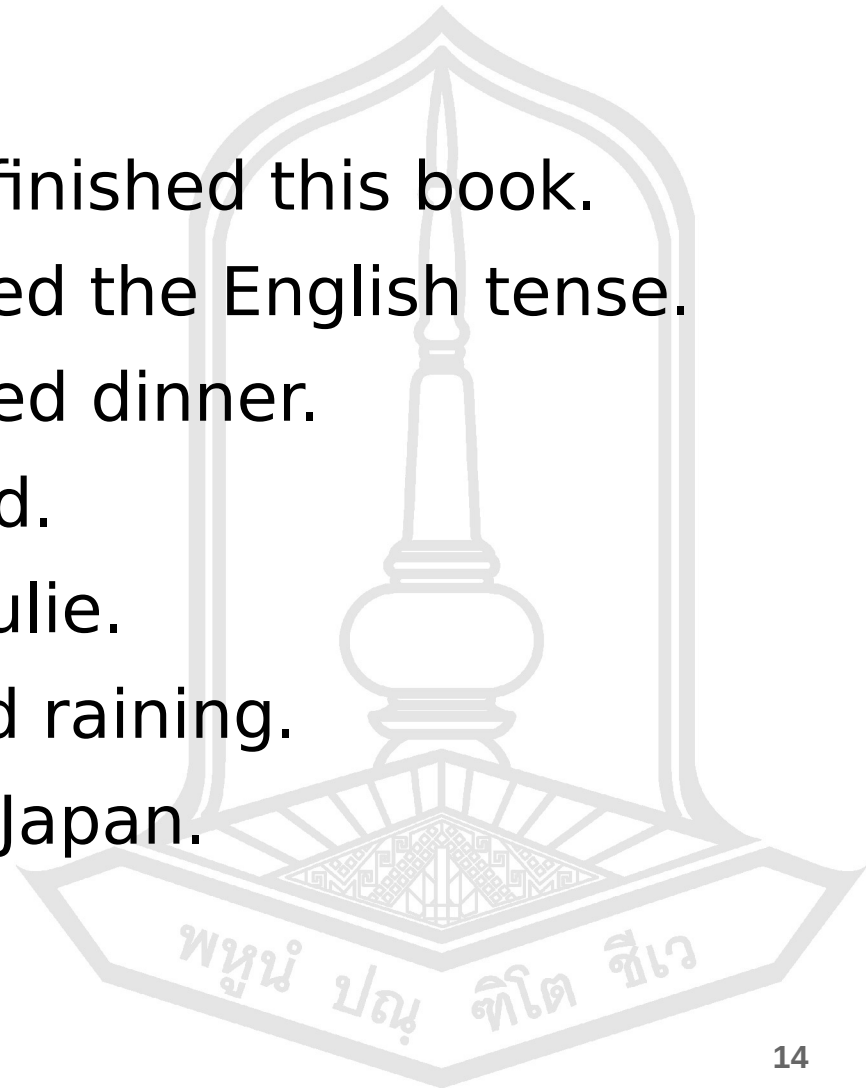 finished this book.
ed the English tense.
ed dinner.
d.
ulie.
d raining.
Japan.
พหูนํ ปณฺฑิโต ชีเว
14